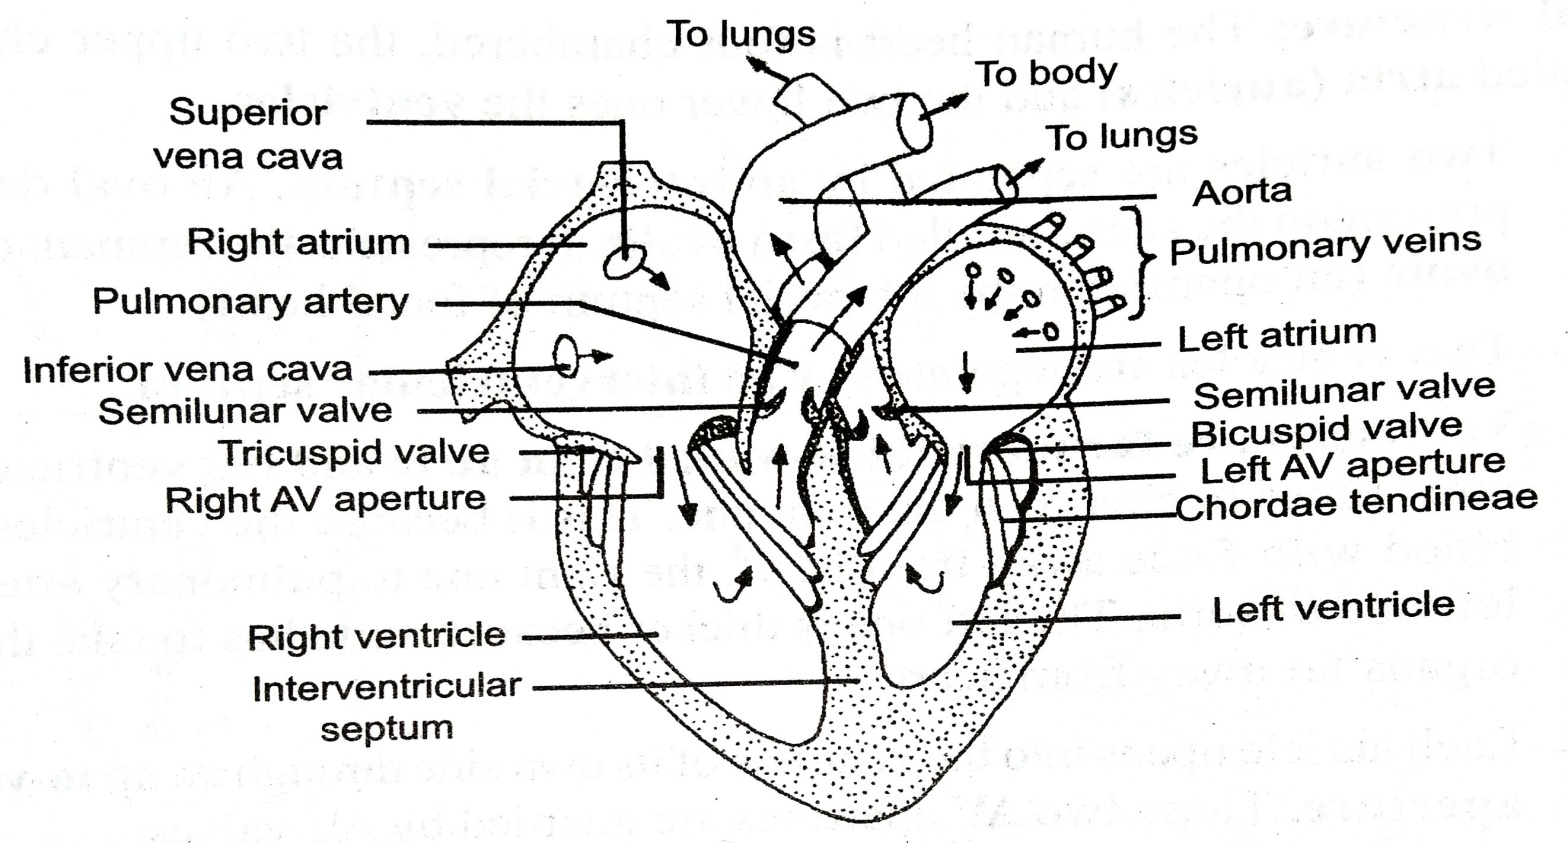 To lungs
To body
To lungs
Superior
vena cava
Aorta
Right atrium
Pulmonary veins
Pulmonary artery
Left atrium
Inferior vena cava
Semilunar valve
Semilunar valve
Bicuspid valve
Tricuspid valve
Left AV aperture
Right AV aperture
Chordae tendineae
Left ventricle
Right ventricle
Interventricular
septum